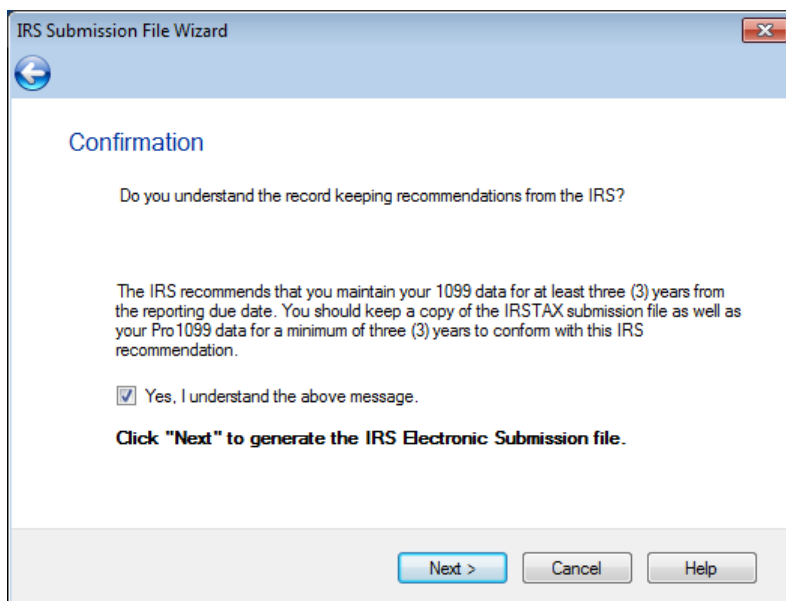 IRS Submission File Wizard
Confirmation
Do you understand the record keeping recommendations from the IRS?
The IRS recommends that you maintain your 1099 data for at least three (3) years from
the reporting due date. You should keep a copy of the IRSTAX submission file as well as
your Pro1099 data for a minimum of three (3) years to conform with this IRS
recommendation.
Yes, I understand the above message.
Click "Next" to generate the IRS Electronic Submission file.
Next > Cancel Help